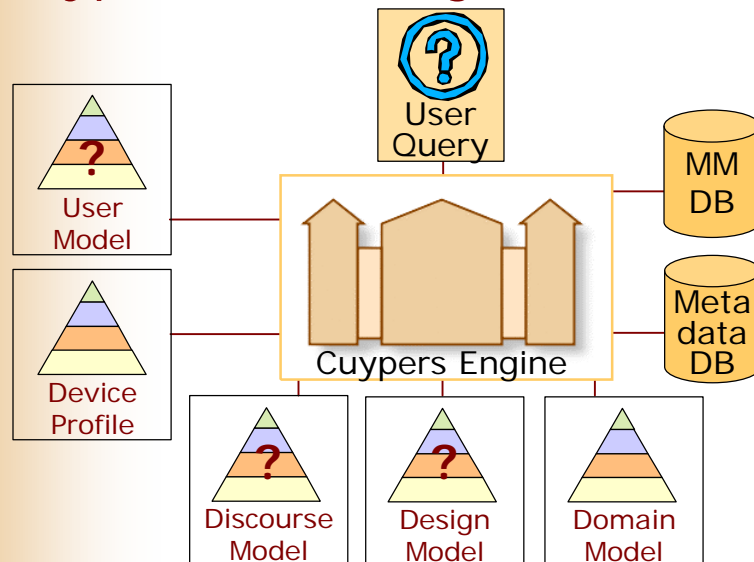 ?
User
Query
?
User
Model
MM
DB
Device
Profile
Meta
data
DB
Cuypers Engine
?
Discourse
Model
?
Design
Model
Domain
Model